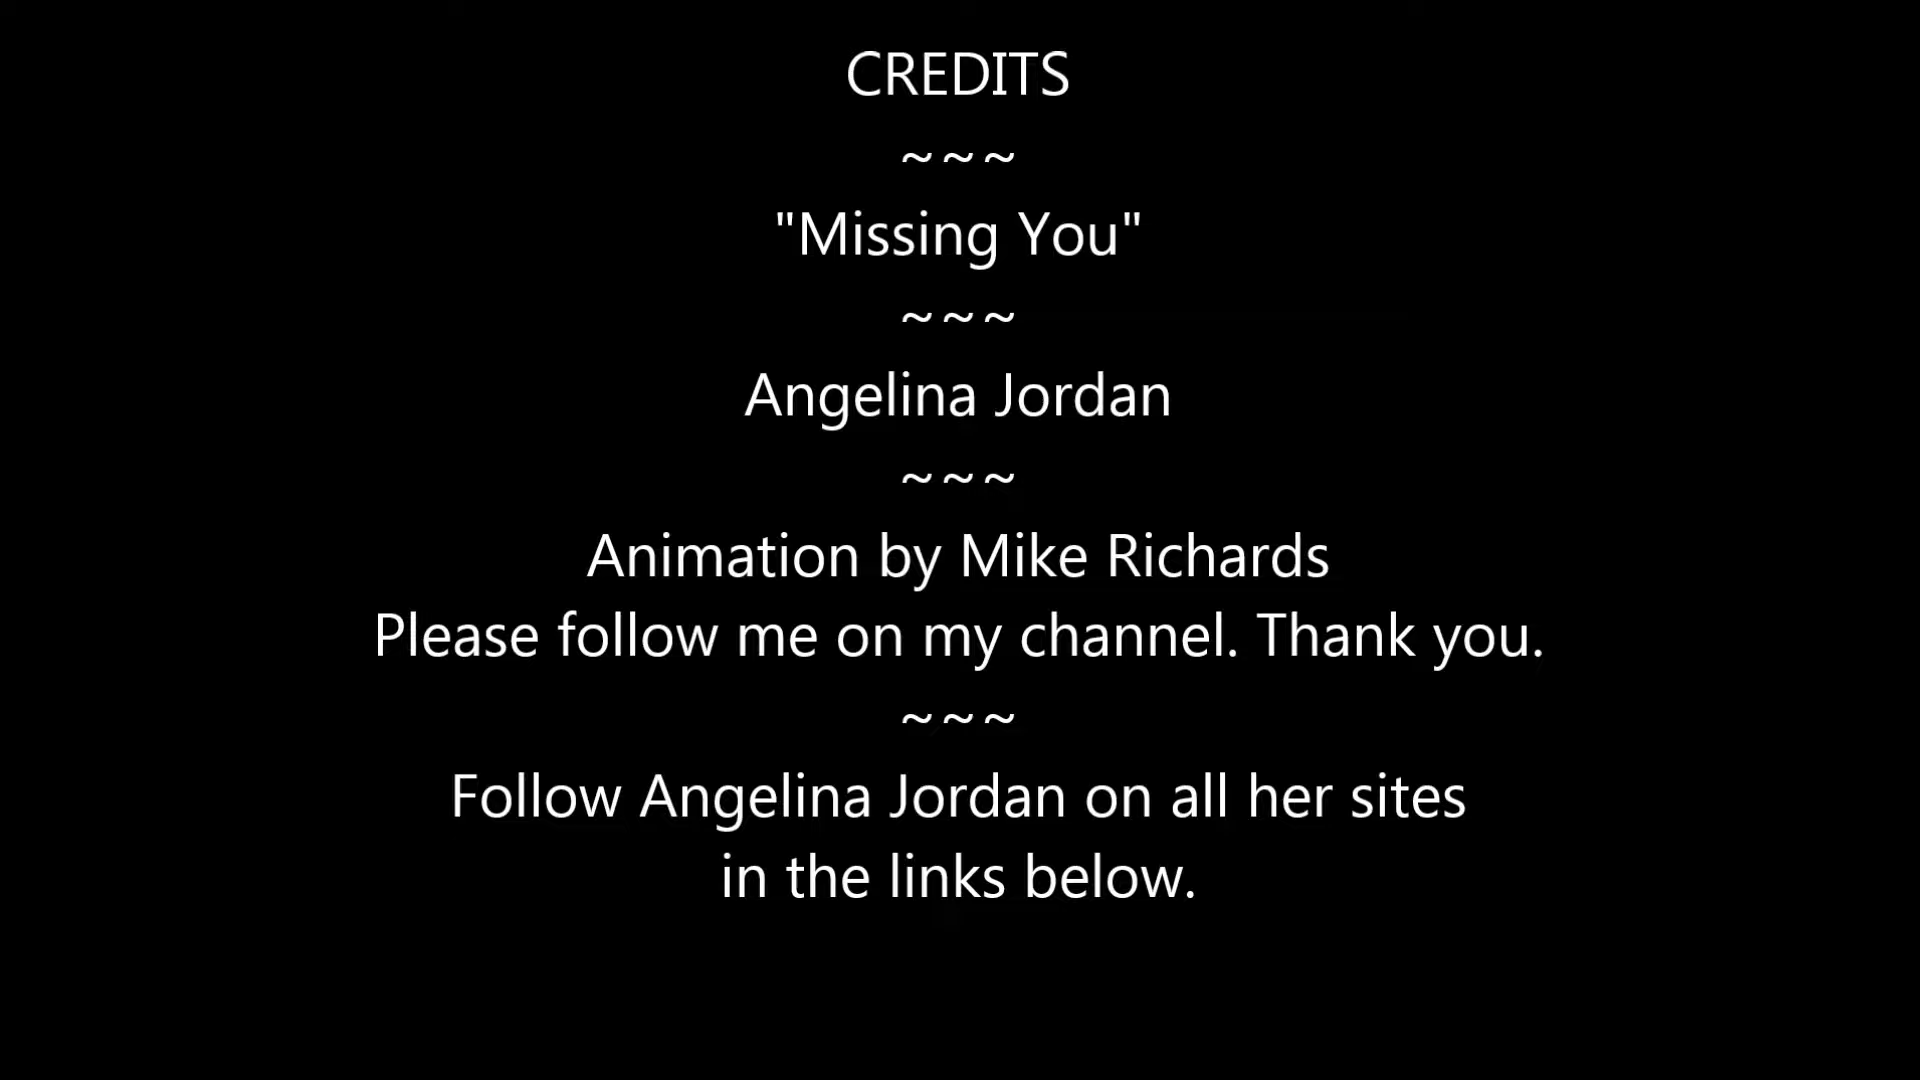 CREDITS
~~~
"Missing You"
~~~
Angelina Jordan
~~~
Animation by Mike Richards
Please follow me on my channel. Thank you.
~~~
Follow Angelina Jordan on all her sites
in the links below.